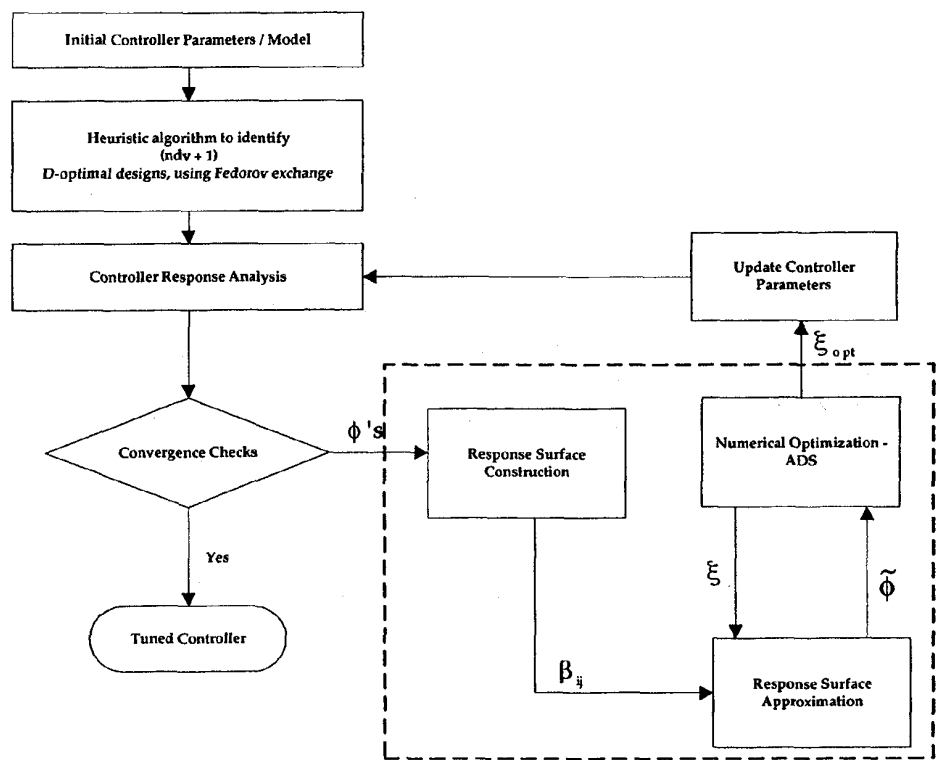 Initial Controller Parameters / Model
Heuristic algorithm to identify
(ndv + 1)
D-optimal designs, using Fedorov exchange
Controller Response Analysis
Update Controller
Parameters
ξ opt
Convergence Checks
ϕ 's
Response Surface
Construction
Numerical Optimization -
ADS
Yes
ξ
ϕ̃
Tuned Controller
β ij
Response Surface
Approximation